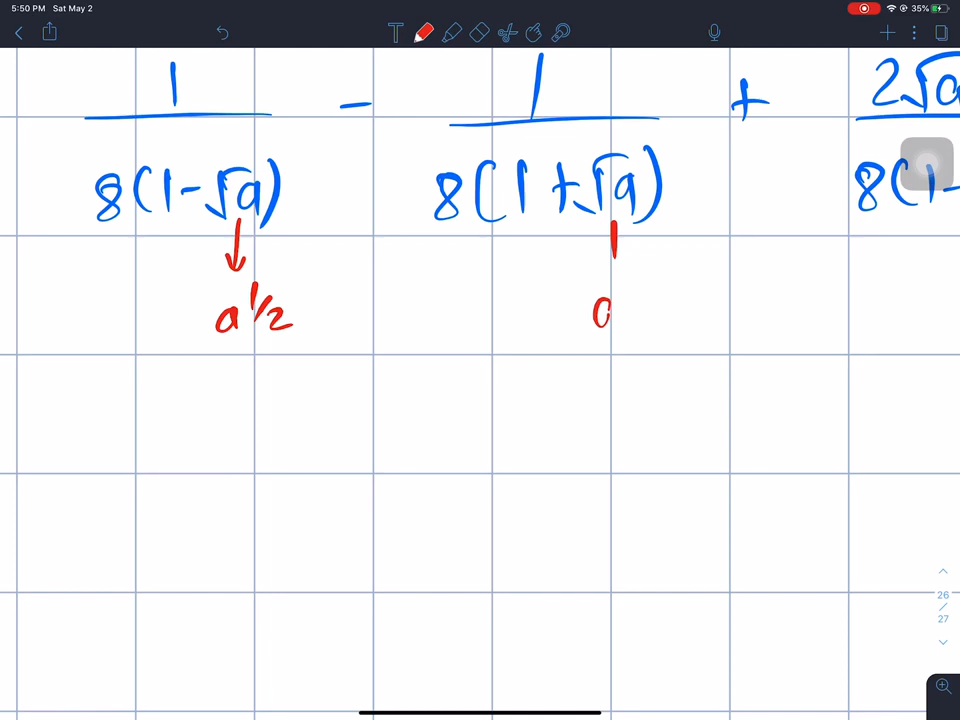 5:50 PM Sat May 2
35%
T
1 / 8(1-√a) - 1 / 8(1+√a) + 2√a / 8(1-
a^1/2
26
/
27